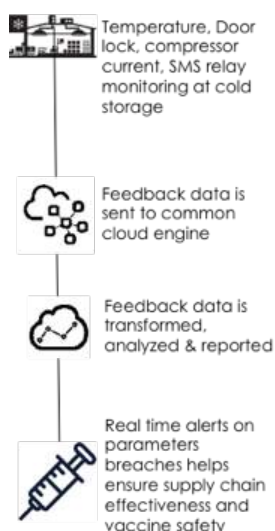 Temperature, Door
lock, compressor
current, SMS relay
monitoring at cold
storage
Feedback data is
sent to common
cloud engine
Feedback data is
transformed,
analyzed & reported
Real time alerts on
parameters
breaches helps
ensure supply chain
effectiveness and
vaccine safety